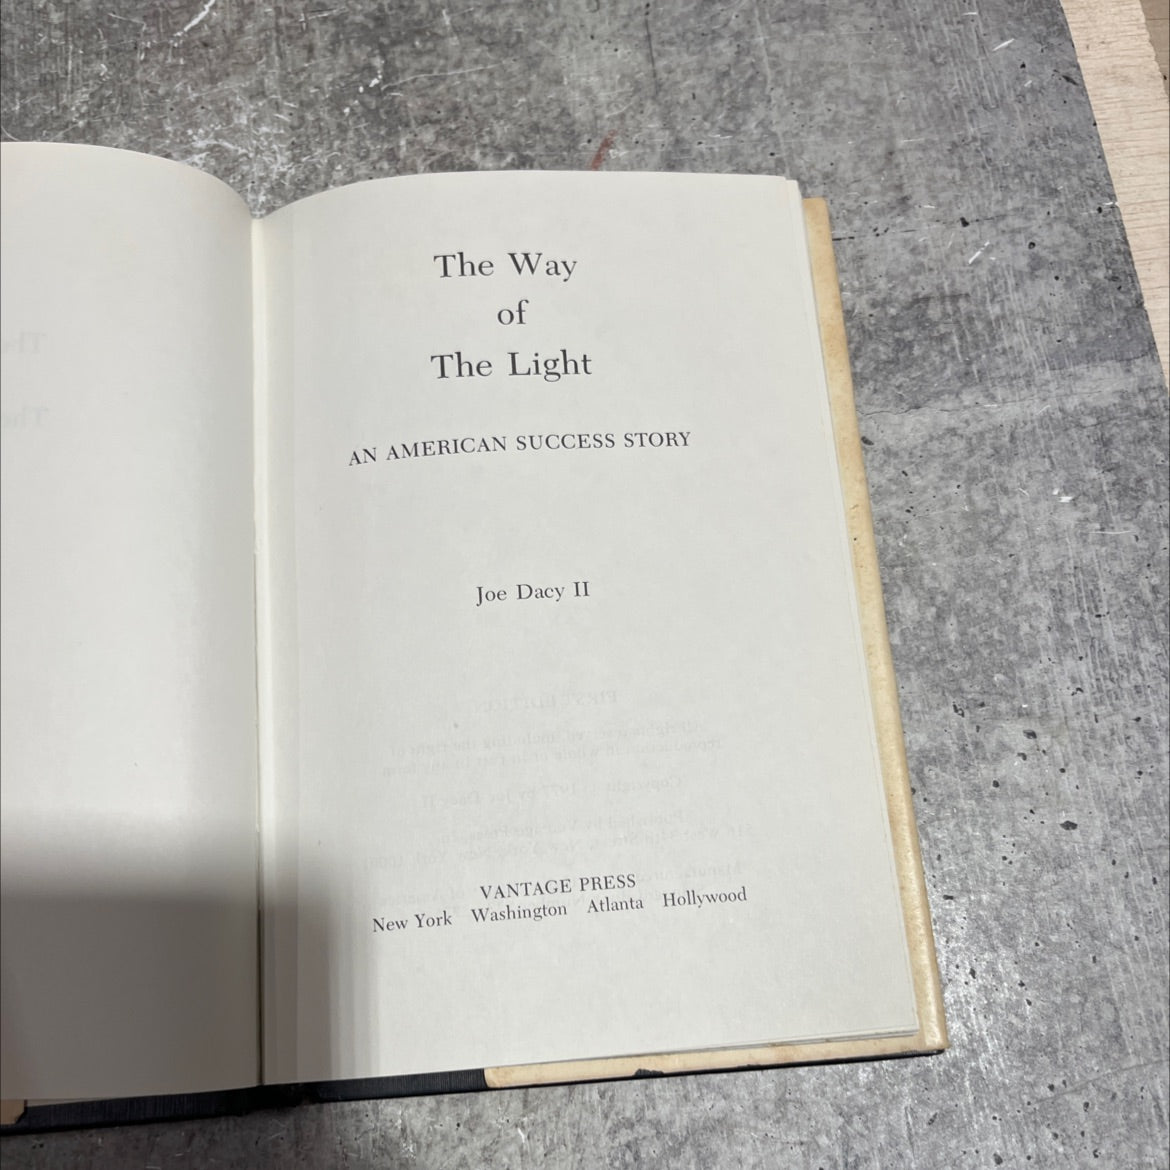 The Way
of
The Light
AN AMERICAN SUCCESS STORY
Joe Dacy II
VANTAGE PRESS
New York Washington Atlanta Hollywood